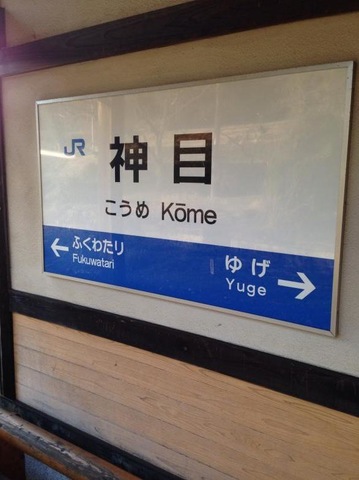 JR 神目
こうめ Kōme
← ふくわたり
Fukuwatari
ゆげ →
Yuge